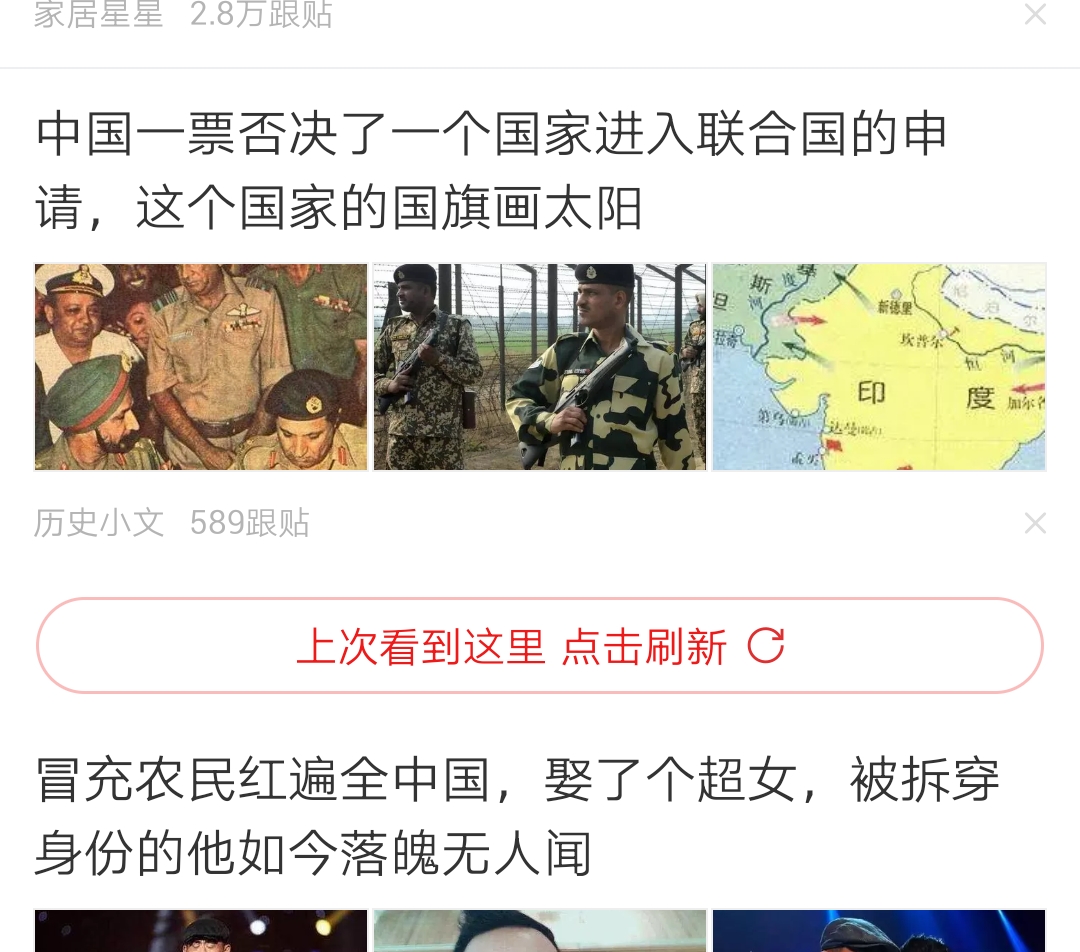 家居星星 2.8万跟贴
中国一票否决了一个国家进入联合国的申
请，这个国家的国旗画太阳
斯
度
新德里
坎普尔
恒
河
印 度
加尔
第乌
达曼
历史小文 589跟贴
上次看到这里 点击刷新
冒充农民红遍全中国，娶了个超女，被拆穿
身份的他如今落魄无人闻